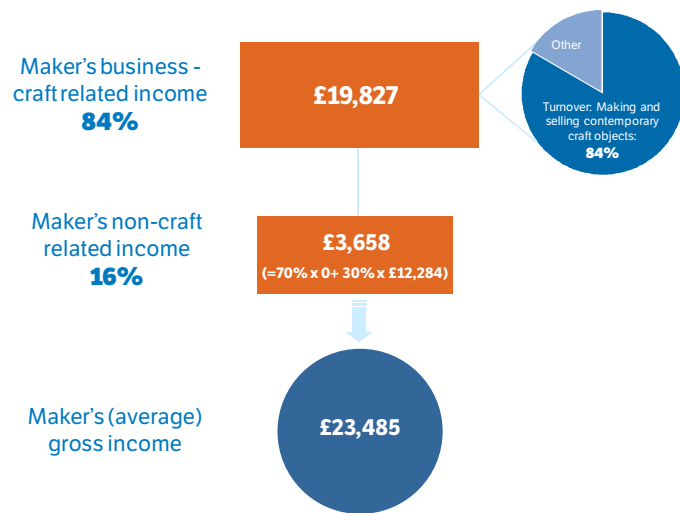 Maker's business -
craft related income
84%
£19,827
Other
Turnover: Making and
selling contemporary
craft objects:
84%
Maker's non-craft
related income
16%
£3,658
(=70% x 0+ 30% x £12,284)
Maker's (average)
gross income
£23,485